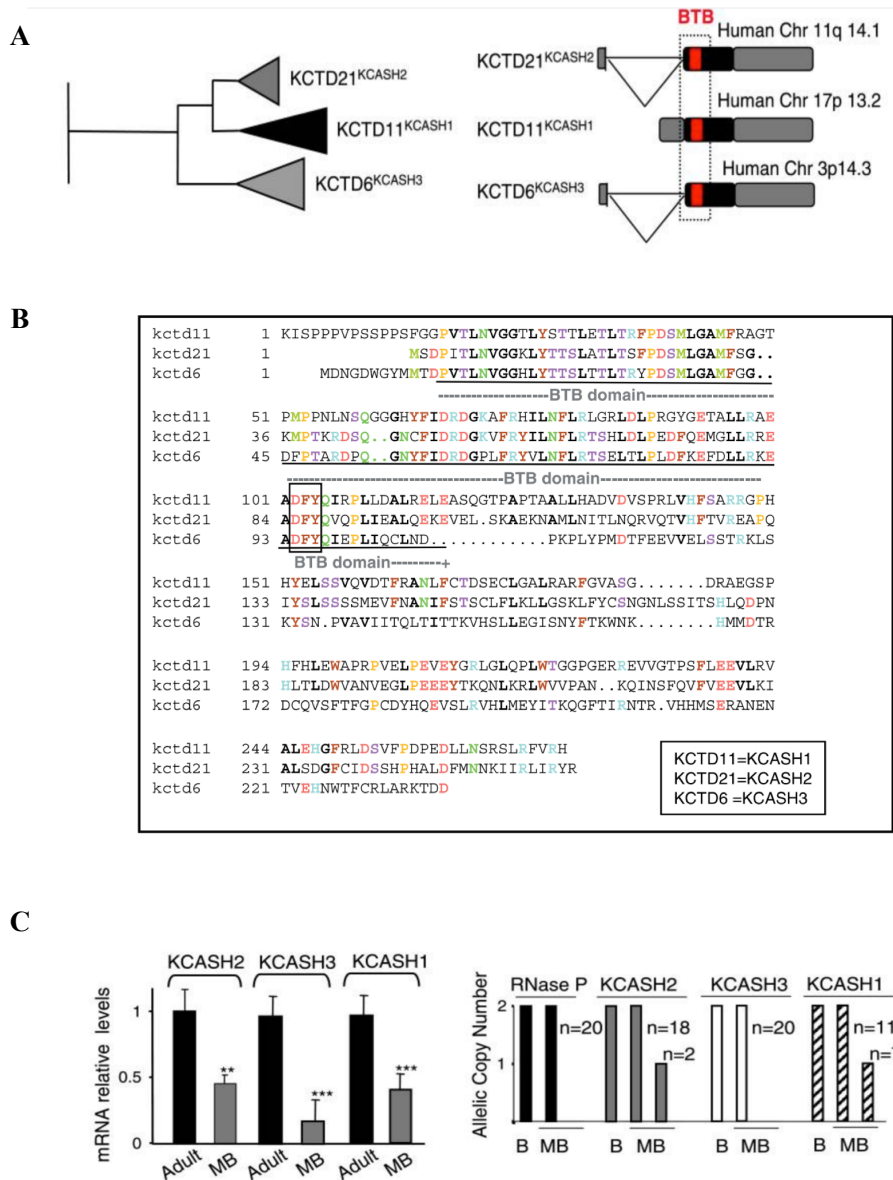 A
KCTD21KCASH2
KCTD11KCASH1
KCTD6KCASH3
BTB
Human Chr 11q 14.1
KCTD21KCASH2
Human Chr 17p 13.2
KCTD11KCASH1
Human Chr 3p14.3
KCTD6KCASH3
B
kctd11 1 KISPPPVPSSPPSFGGPVTLNVGGTLYSTTLETLTRFPDSMLGAMFRAGT
kctd21 1 MSDPITLNVGGKLYTTSLATLTSFPDSMLGAMFSG..
kctd6 1 MDNGDWGYMMTDPVTLNVGGHLYTTSLTTLTRYPDSMLGAMFGG..
--------------------BTB domain-----------------------
kctd11 51 PMPPNLNSQGGGHYFIDRDGKAFRHILNFLRLGRLDLPRGYGETALLRAE
kctd21 36 KMPTKRDSQ..GNCFIDRDGKVFRYILNFLRTSHLDLPEDFQEMGLLRRE
kctd6 45 DFPTARDPQ..GNYFIDRDGPLFRYVLNFLRTSELTLPLDFKEFDLLRKE
---------------------------------------BTB domain-----------------------------
kctd11 101 ADFYQIRPLLDALRELEASQGTPAPTAALLHADVDVSPRLVHFSARRGPH
kctd21 84 ADFYQVQPLIEALQEKEVELSKAEKNAMLNITLNQRVQTVHFTVREAPQ
kctd6 93 ADFYQIEPLIQCLND...........PKPLYPMDTFEEVVELSSTRKLS
BTB domain---------+
kctd11 151 HYELSSVQVDTFRANLFCTDSECLGALRARFGVASG.......DRAEGSP
kctd21 133 IYSLSSSSMEVFNANIFSTSCLFLKLLGSKLFYCSNGNLSSITSHLQDPN
kctd6 131 KYSN.PVAVIITQLTITTKVHSLLEGISNYFTKWNK.......HMMDTR
kctd11 194 HFHLEWAPRPVELPEVEYGRLGLQPLWTGGPGERREVVGTPSFLEEVLRV
kctd21 183 HLTLDWVANVEGLPEEEYTKQNLKRLWVVPAN..KQINSFQVFVEEVLKI
kctd6 172 DCQVSFTFGPCDYHQEVSLRVHLMEYITKQGFTIRNTR.VHHMSERANEN
kctd11 244 ALEHGFRLDSVFPDPEDLLNSRSLRFVRH
kctd21 231 ALSDGFCIDSSHPHALDFMNNKIIRLIRYR
kctd6 221 TVEHNWTFCRLARKTDD
KCTD11=KCASH1
KCTD21=KCASH2
KCTD6 =KCASH3
C
KCASH2 KCASH3 KCASH1
mRNA relative levels
1
0.5
0
** *** ***
Adult MB Adult MB Adult MB
RNase P KCASH2 KCASH3 KCASH1
Allelic Copy Number
2
1
n=20 n=18 n=20 n=11
n=2
B MB B MB B MB B MB